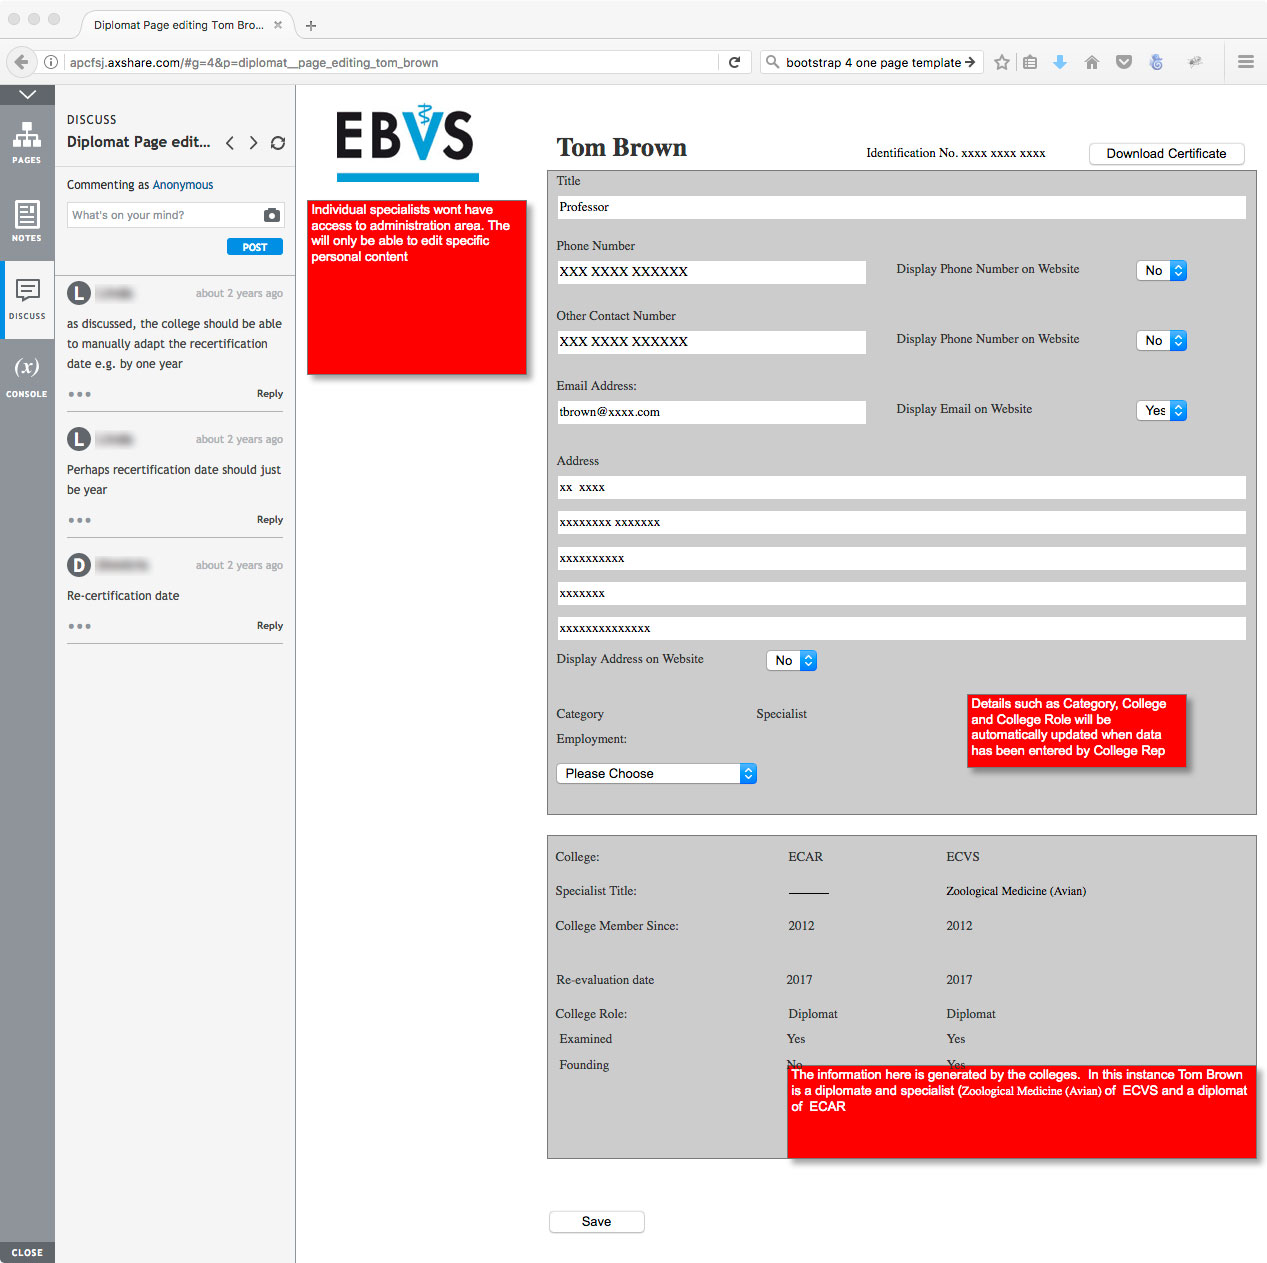 Diplomat Page editing Tom Bro...
apcfsj.axshare.com/#g=4&p=diplomat__page_editing_tom_brown
bootstrap 4 one page template
PAGES
NOTES
DISCUSS
(x)
CONSOLE
CLOSE
DISCUSS
Diplomat Page edit...
Commenting as Anonymous
What's on your mind?
POST
L
about 2 years ago
as discussed, the college should be able
to manually adapt the recertification
date e.g. by one year
Reply
L
about 2 years ago
Perhaps recertification date should just
be year
Reply
D
about 2 years ago
Re-certification date
Reply
EBVS
Individual specialists wont have
access to administration area. The
will only be able to edit specific
personal content
Tom Brown
Identification No. xxxx xxxx xxxx
Download Certificate
Title
Professor
Phone Number
XXX XXXX XXXXXX
Display Phone Number on Website
No
Other Contact Number
XXX XXXX XXXXXX
Display Phone Number on Website
No
Email Address:
tbrown@xxxx.com
Display Email on Website
Yes
Address
xx  xxxx
xxxxxxxx xxxxxxx
xxxxxxxxxx
xxxxxxx
xxxxxxxxxxxxxx
Display Address on Website
No
Category
Specialist
Employment:
Please Choose
Details such as Category, College
and College Role will be
automatically updated when data
has been entered by College Rep
College: ECAR ECVS
Specialist Title: Zoological Medicine (Avian)
College Member Since: 2012 2012
Re-evaluation date 2017 2017
College Role: Diplomat Diplomat
Examined Yes Yes
Founding No Yes
The information here is generated by the colleges.  In this instance Tom Brown
is a diplomate and specialist (Zoological Medicine (Avian) of  ECVS and a diplomat
of  ECAR
Save